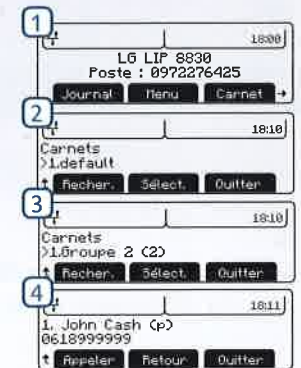 1
18:00
LG LIP 8830
Poste : 0972276425
Journal Menu Carnet →
2
18:10
Carnets
>1.default
Recher. Sélect. Quitter
3
18:10
Carnets
>1.Groupe 2 (2)
Recher. Sélect. Quitter
4
18:11
1. John Cash (p)
0618999999
Appeler Retour Quitter